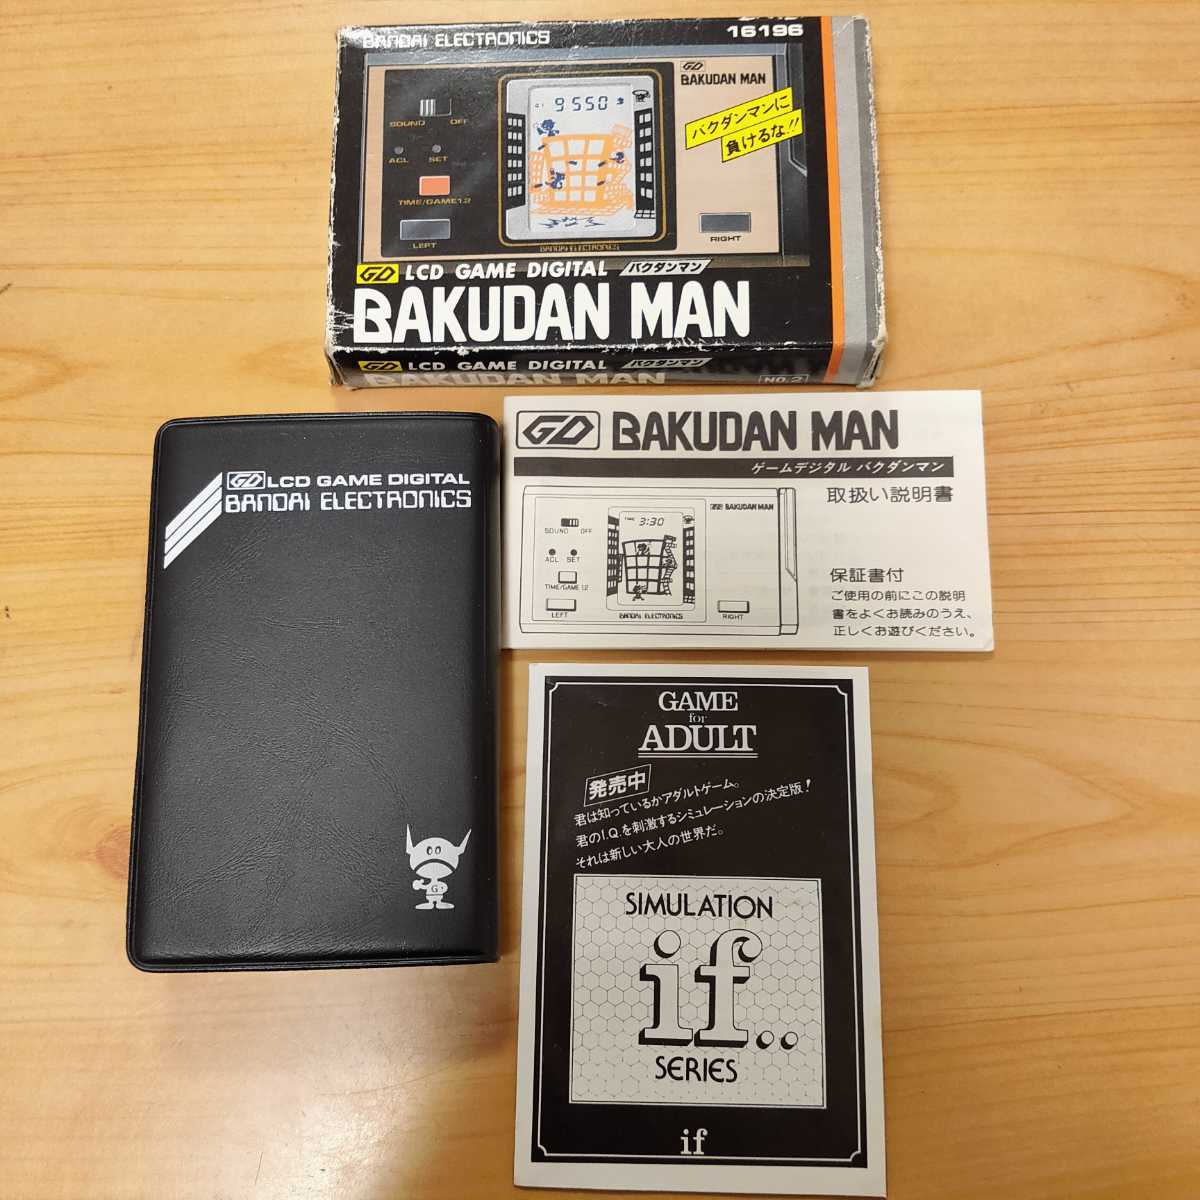 BANDAI ELECTRONICS
16196
GD
BAKUDAN MAN
バクダンマンに
負けるな!!
9550
SOUND OFF
ACL SET
TIME/GAME1.2
LEFT
RIGHT
BANDAI ELECTRONICS
GD LCD GAME DIGITAL バクダンマン
BAKUDAN MAN
GD LCD GAME DIGITAL バクダンマン
BAKUDAN MAN
NO.2
GD LCD GAME DIGITAL
BANDAI ELECTRONICS
G
GD BAKUDAN MAN
ゲームデジタル バクダンマン
取扱い説明書
SOUND OFF
TIME 3:30
GD BAKUDAN MAN
ACL SET
TIME/GAME 1.2
LEFT
BANDAI ELECTRONICS
RIGHT
保証書付
ご使用の前にこの説明
書をよくお読みのうえ、
正しくお遊びください。
GAME
for
ADULT
発売中
君は知っているかアダルトゲーム。
君のI.Q.を刺激するシミュレーションの決定版!
それは新しい大人の世界だ。
SIMULATION
if..
SERIES
if